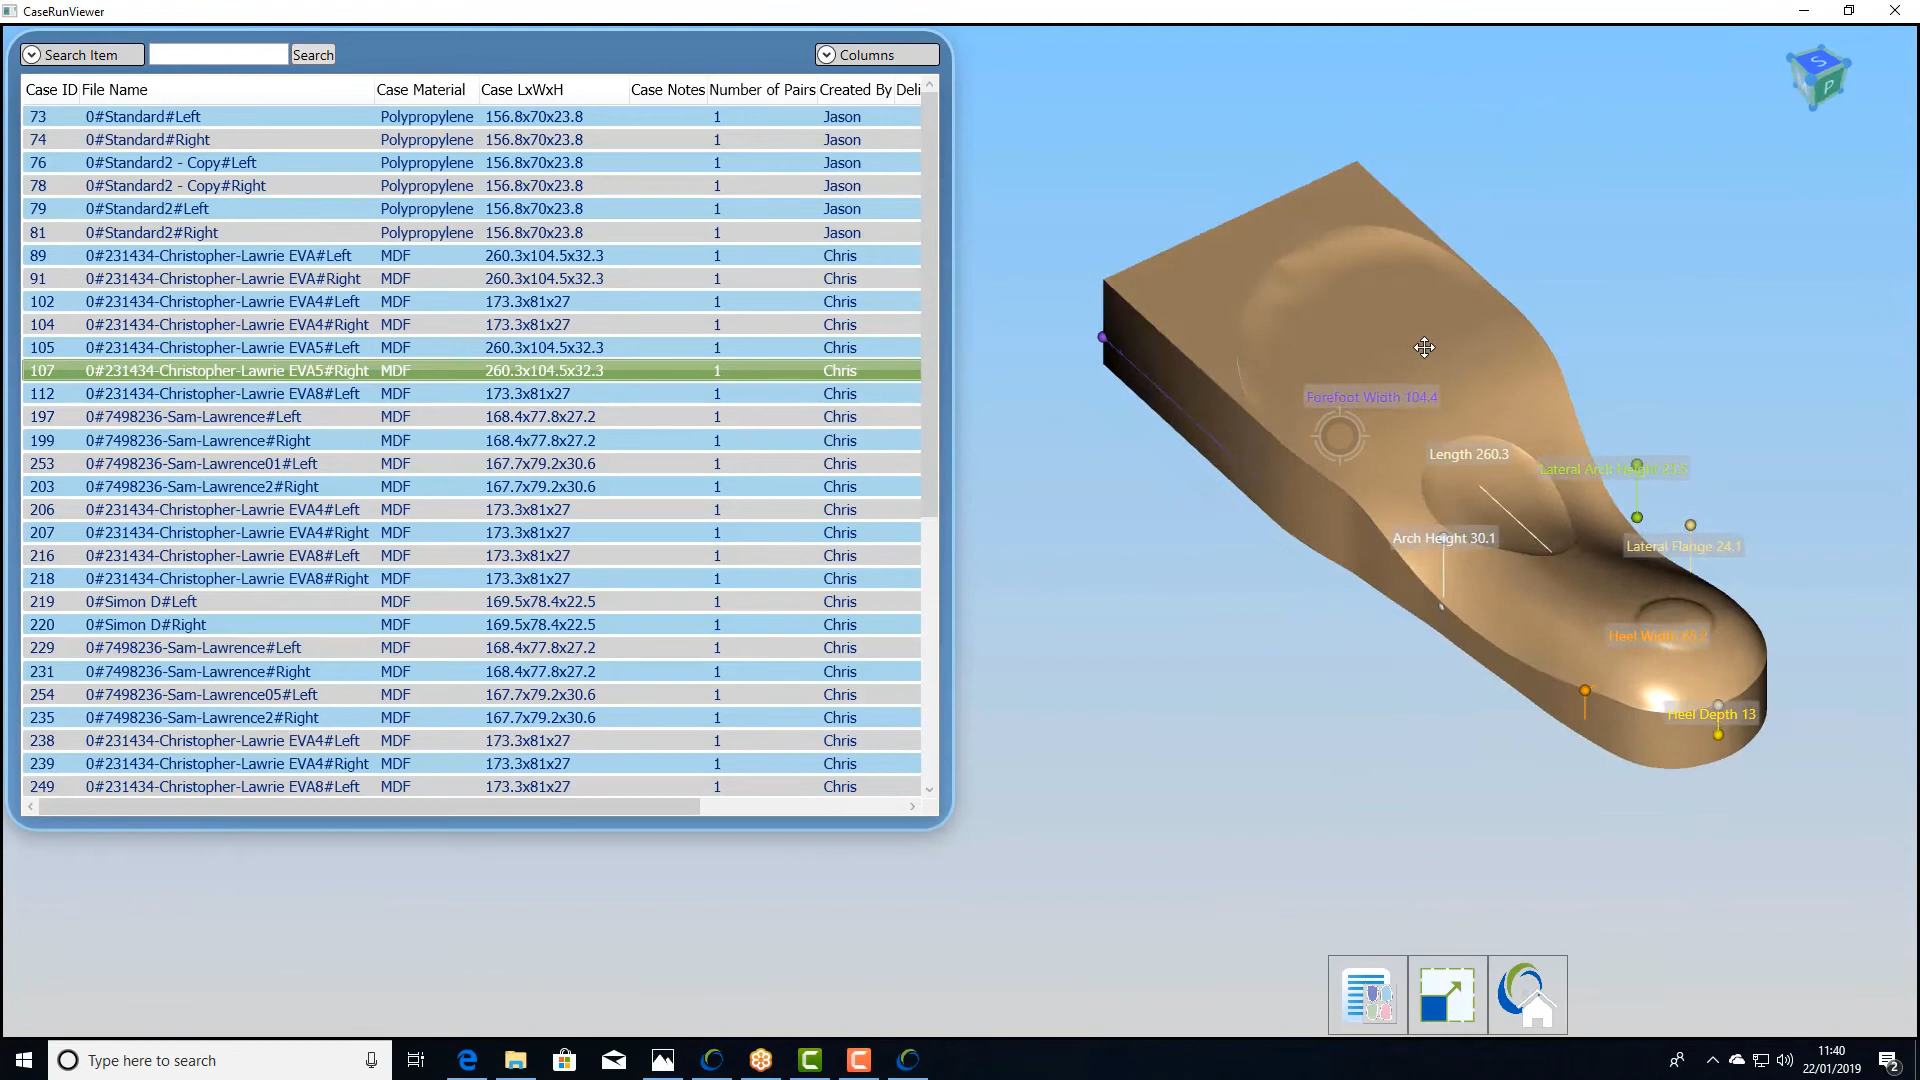 CaseRunViewer
Search Item Search Columns
Case ID File Name Case Material Case LxWxH Case Notes Number of Pairs Created By Deli
73 0#Standard#Left Polypropylene 156.8x70x23.8 1 Jason
74 0#Standard#Right Polypropylene 156.8x70x23.8 1 Jason
76 0#Standard2 - Copy#Left Polypropylene 156.8x70x23.8 1 Jason
78 0#Standard2 - Copy#Right Polypropylene 156.8x70x23.8 1 Jason
79 0#Standard2#Left Polypropylene 156.8x70x23.8 1 Jason
81 0#Standard2#Right Polypropylene 156.8x70x23.8 1 Jason
89 0#231434-Christopher-Lawrie EVA#Left MDF 260.3x104.5x32.3 1 Chris
91 0#231434-Christopher-Lawrie EVA#Right MDF 260.3x104.5x32.3 1 Chris
102 0#231434-Christopher-Lawrie EVA4#Left MDF 173.3x81x27 1 Chris
104 0#231434-Christopher-Lawrie EVA4#Right MDF 173.3x81x27 1 Chris
105 0#231434-Christopher-Lawrie EVA5#Left MDF 260.3x104.5x32.3 1 Chris
107 0#231434-Christopher-Lawrie EVA5#Right MDF 260.3x104.5x32.3 1 Chris
112 0#231434-Christopher-Lawrie EVA8#Left MDF 173.3x81x27 1 Chris
197 0#7498236-Sam-Lawrence#Left MDF 168.4x77.8x27.2 1 Chris
199 0#7498236-Sam-Lawrence#Right MDF 168.4x77.8x27.2 1 Chris
253 0#7498236-Sam-Lawrence01#Left MDF 167.7x79.2x30.6 1 Chris
203 0#7498236-Sam-Lawrence2#Right MDF 167.7x79.2x30.6 1 Chris
206 0#231434-Christopher-Lawrie EVA4#Left MDF 173.3x81x27 1 Chris
207 0#231434-Christopher-Lawrie EVA4#Right MDF 173.3x81x27 1 Chris
216 0#231434-Christopher-Lawrie EVA8#Left MDF 173.3x81x27 1 Chris
218 0#231434-Christopher-Lawrie EVA8#Right MDF 173.3x81x27 1 Chris
219 0#Simon D#Left MDF 169.5x78.4x22.5 1 Chris
220 0#Simon D#Right MDF 169.5x78.4x22.5 1 Chris
229 0#7498236-Sam-Lawrence#Left MDF 168.4x77.8x27.2 1 Chris
231 0#7498236-Sam-Lawrence#Right MDF 168.4x77.8x27.2 1 Chris
254 0#7498236-Sam-Lawrence05#Left MDF 167.7x79.2x30.6 1 Chris
235 0#7498236-Sam-Lawrence2#Right MDF 167.7x79.2x30.6 1 Chris
238 0#231434-Christopher-Lawrie EVA4#Left MDF 173.3x81x27 1 Chris
239 0#231434-Christopher-Lawrie EVA4#Right MDF 173.3x81x27 1 Chris
249 0#231434-Christopher-Lawrie EVA8#Left MDF 173.3x81x27 1 Chris
S
P
Forefoot Width 104.4
Length 260.3
Lateral Arch Height 23.5
Arch Height 30.1
Lateral Flange 24.1
Heel Width
Heel Depth 13
Type here to search
11:40
22/01/2019
2